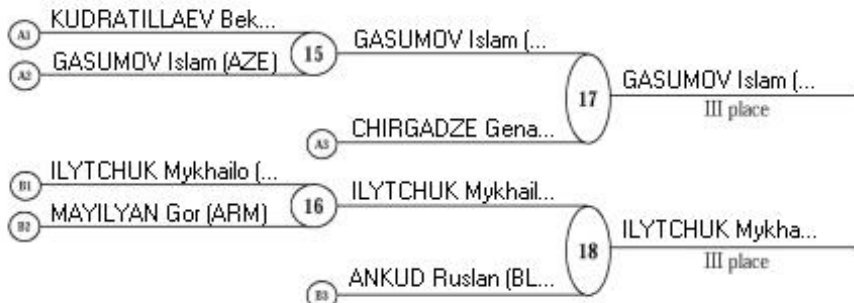 A1 KUDRATILLAEV Bek...
A2 GASUMOV Islam (AZE)
15
GASUMOV Islam (...
A3 CHIRGADZE Gena...
17
GASUMOV Islam (...
III place
B1 ILYTCHUK Mykhailo (...
B2 MAYILYAN Gor (ARM)
16
ILYTCHUK Mykhail...
B3 ANKUD Ruslan (BL...
18
ILYTCHUK Mykha...
III place